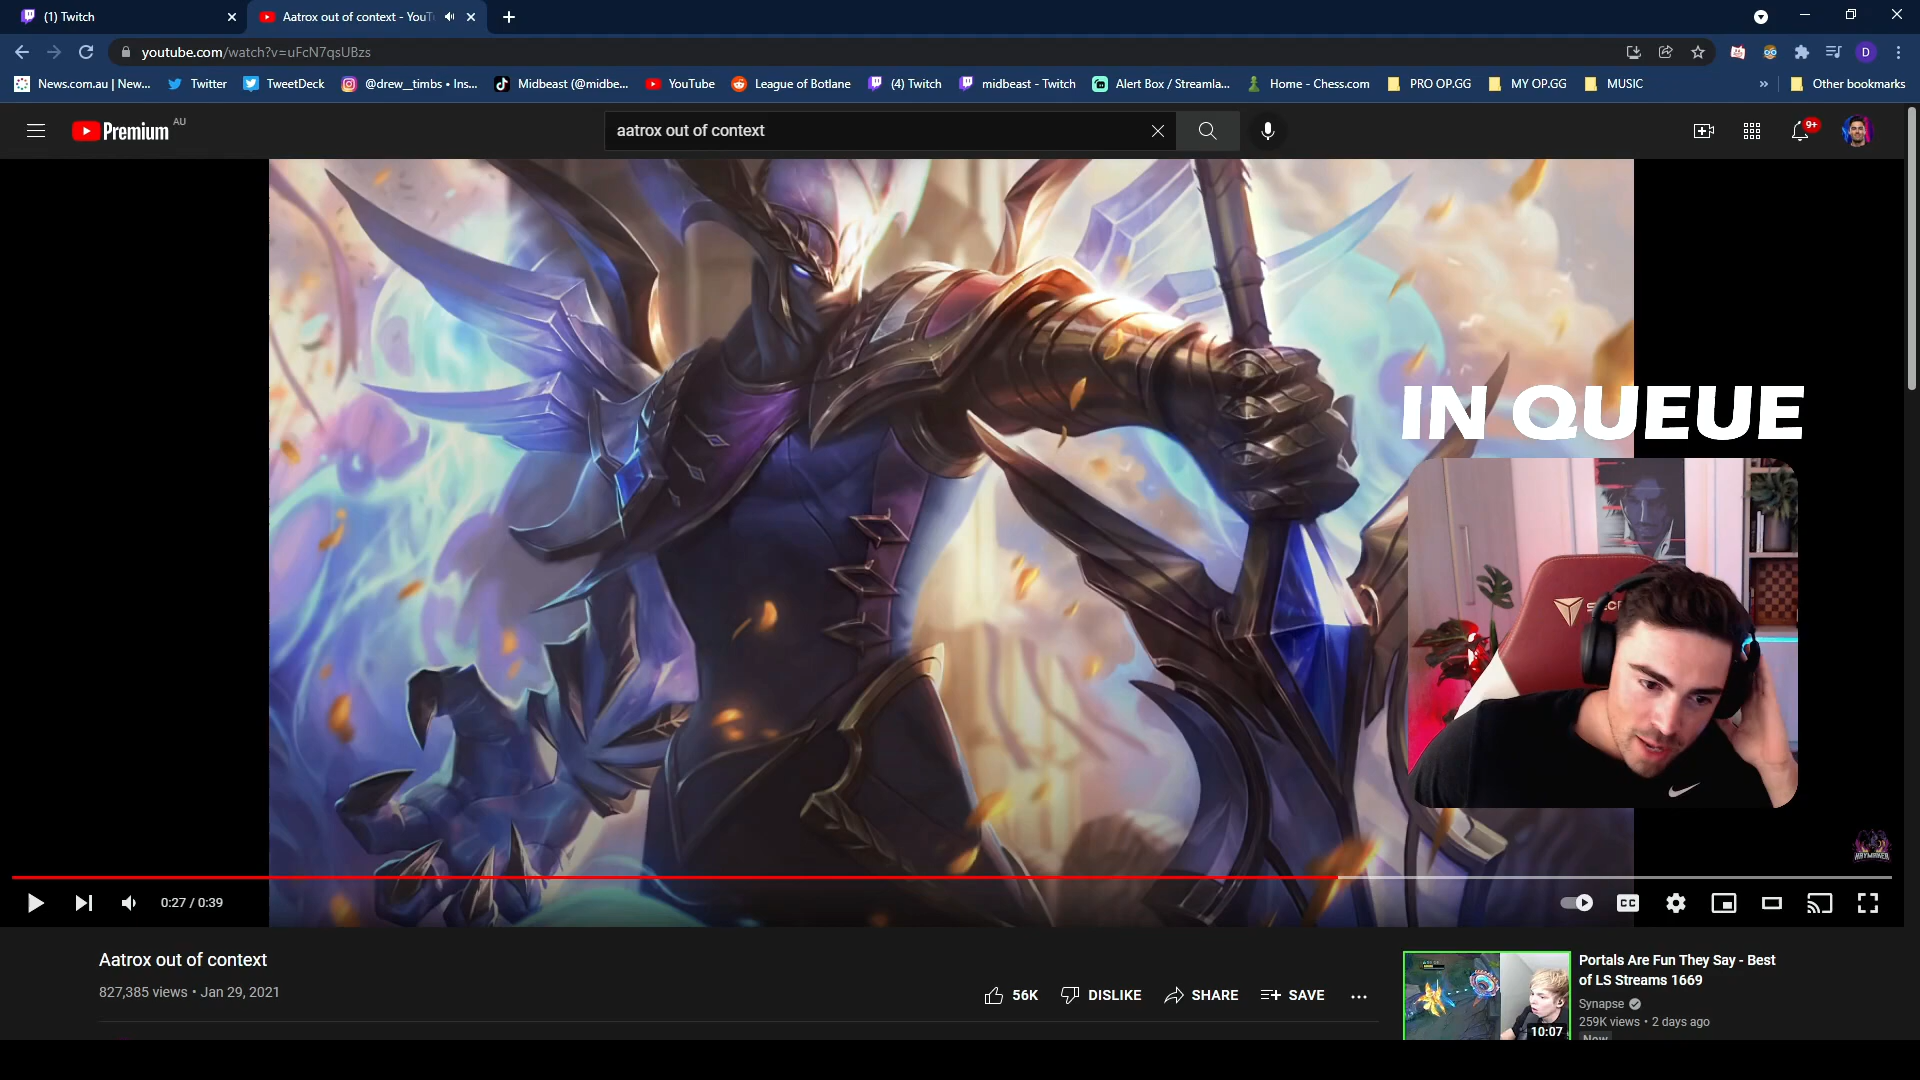 (1) Twitch
Aatrox out of context - YouT
youtube.com/watch?v=uFcN7qsUBzs
D
News.com.au | New...
Twitter
TweetDeck
@drew_timbs • Ins...
Midbeast (@midbe...
YouTube
League of Botlane
(4) Twitch
midbeast - Twitch
Alert Box / Streamla...
Home - Chess.com
PRO OP.GG
MY OP.GG
MUSIC
»
Other bookmarks
Premium AU
aatrox out of context
9+
IN QUEUE
HAYMAKER
0:27 / 0:39
CC
Aatrox out of context
827,385 views • Jan 29, 2021
56K
DISLIKE
SHARE
SAVE
Portals Are Fun They Say - Best
of LS Streams 1669
Synapse
259K views • 2 days ago
10:07
New